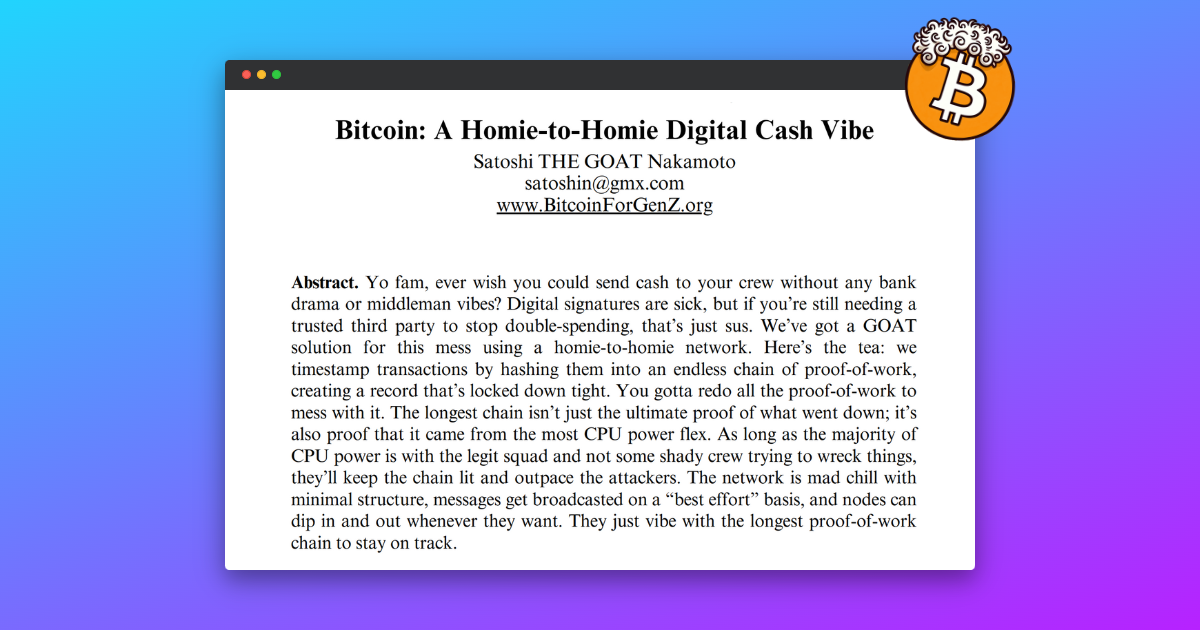 Bitcoin: A Homie-to-Homie Digital Cash Vibe
Satoshi THE GOAT Nakamoto
satoshin@gmx.com
www.BitcoinForGenZ.org
Abstract. Yo fam, ever wish you could send cash to your crew without any bank
drama or middleman vibes? Digital signatures are sick, but if you’re still needing a
trusted third party to stop double-spending, that’s just sus. We’ve got a GOAT
solution for this mess using a homie-to-homie network. Here’s the tea: we
timestamp transactions by hashing them into an endless chain of proof-of-work,
creating a record that’s locked down tight. You gotta redo all the proof-of-work to
mess with it. The longest chain isn’t just the ultimate proof of what went down; it’s
also proof that it came from the most CPU power flex. As long as the majority of
CPU power is with the legit squad and not some shady crew trying to wreck things,
they’ll keep the chain lit and outpace the attackers. The network is mad chill with
minimal structure, messages get broadcasted on a “best effort” basis, and nodes can
dip in and out whenever they want. They just vibe with the longest proof-of-work
chain to stay on track.